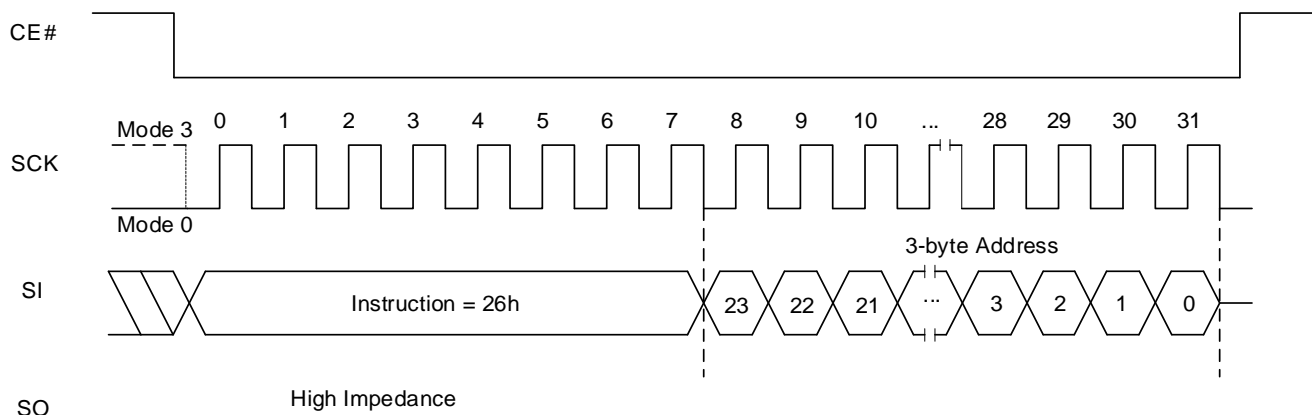 CE#
Mode 3 0 1 2 3 4 5 6 7 8 9 10 ... 28 29 30 31
SCK
Mode 0
3-byte Address
SI Instruction = 26h 23 22 21 ... 3 2 1 0
High Impedance
SO